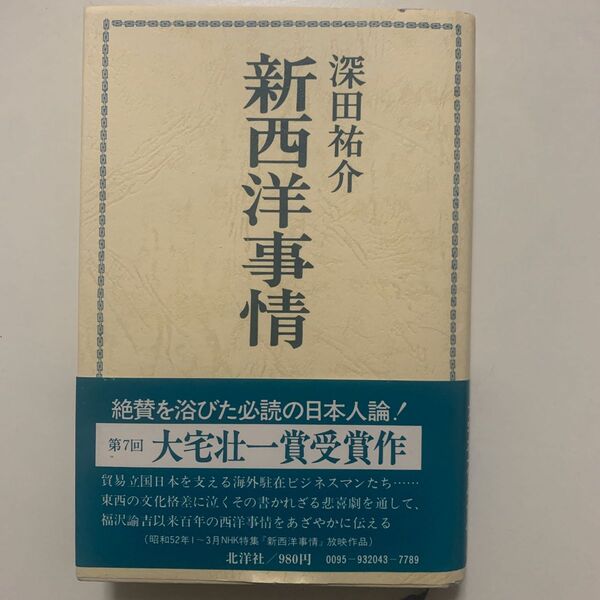 深田祐介
新西洋事情
絶賛を浴びた必読の日本人論!
第7回 大宅壮一賞受賞作
貿易立国日本を支える海外駐在ビジネスマンたち……
東西の文化格差に泣くその書かれざる悲喜劇を通して、
福沢諭吉以来百年の西洋事情をあざやかに伝える
(昭和52年1〜3月NHK特集『新西洋事情』放映作品)
北洋社/980円 0095-932043-7789